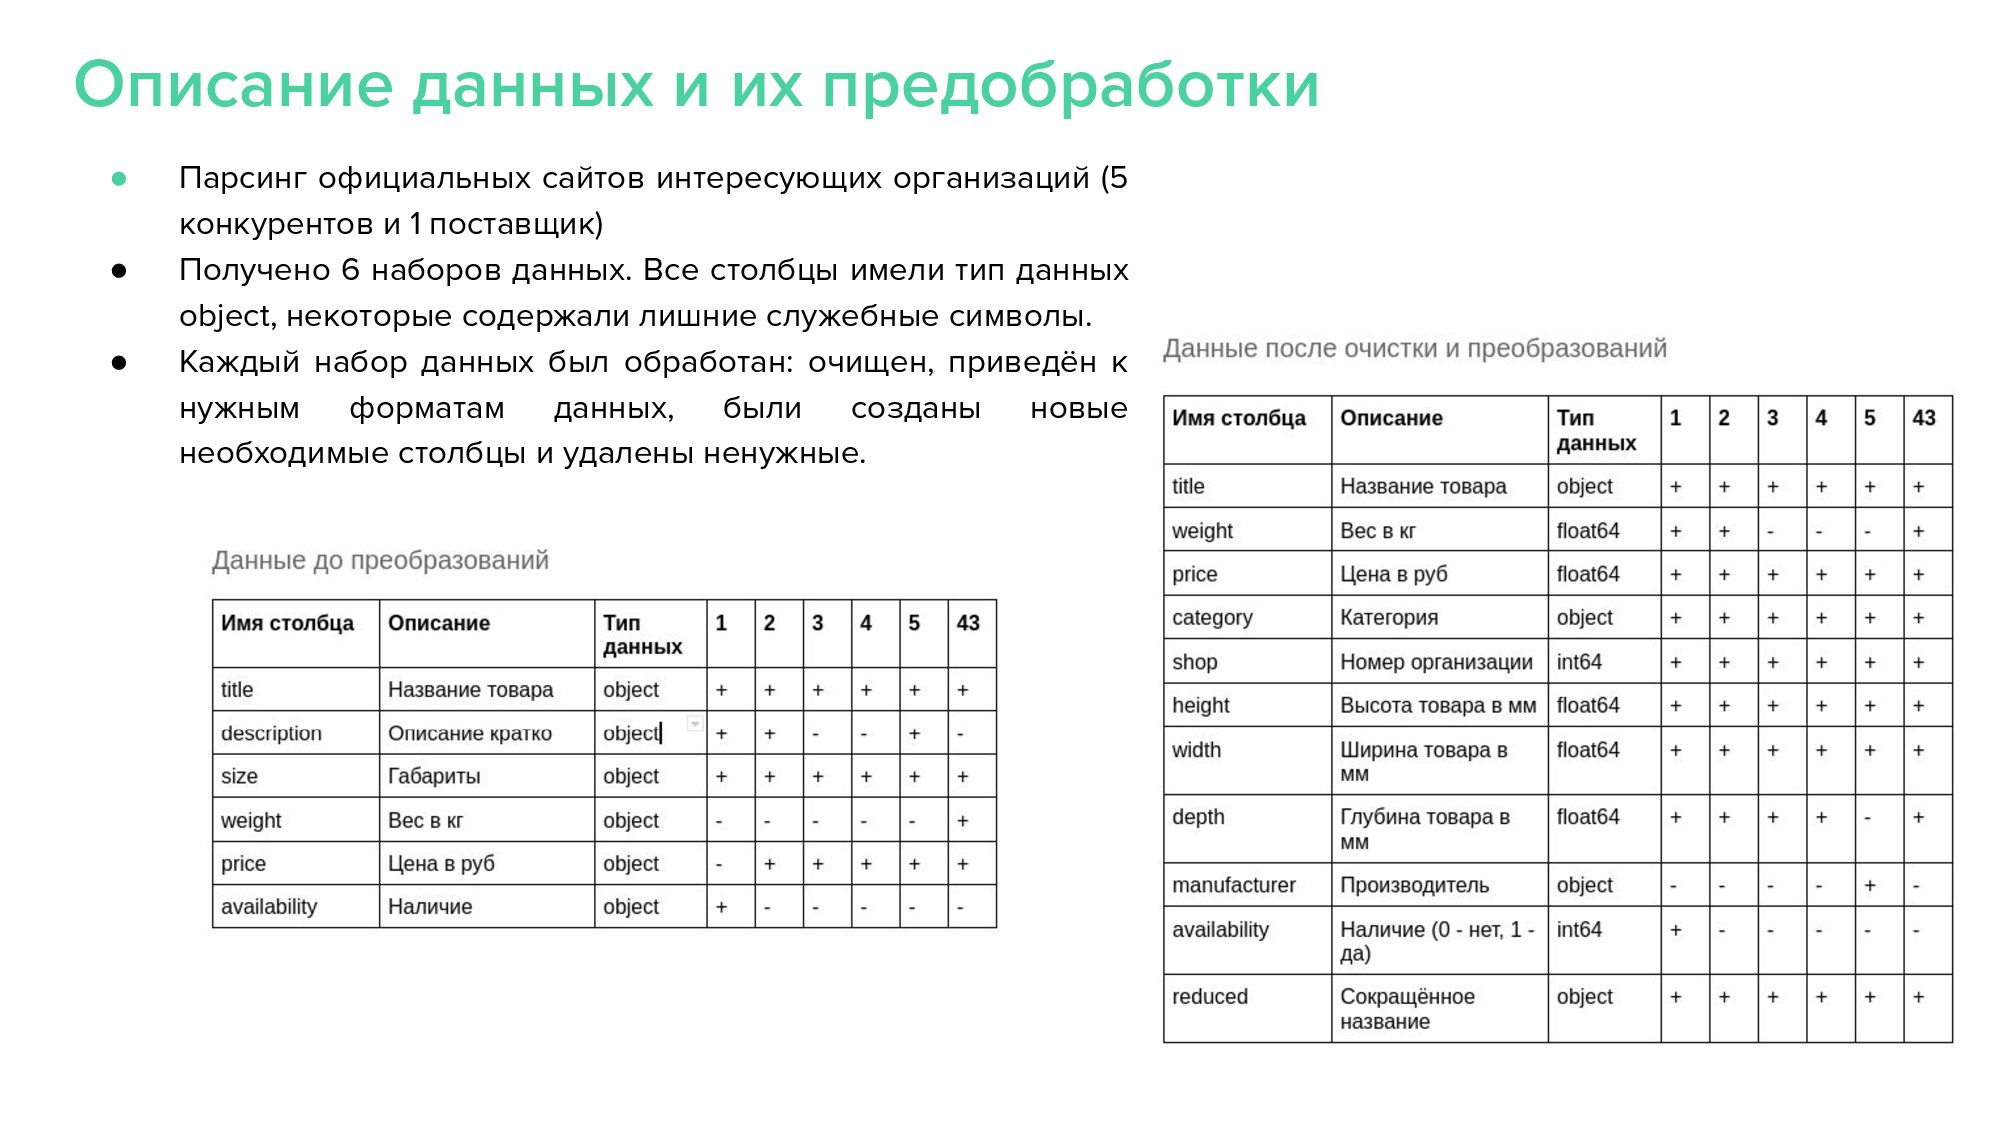 Описание данных и их предобработки
● Парсинг официальных сайтов интересующих организаций (5
конкурентов и 1 поставщик)
● Получено 6 наборов данных. Все столбцы имели тип данных
object, некоторые содержали лишние служебные символы.
● Каждый набор данных был обработан: очищен, приведён к
нужным форматам данных, были созданы новые
необходимые столбцы и удалены ненужные.
Данные до преобразований
Имя столбца Описание Тип данных 1 2 3 4 5 43
title Название товара object + + + + + +
description Описание кратко object + + - - + -
size Габариты object + + + + + +
weight Вес в кг object - - - - - +
price Цена в руб object - + + + + +
availability Наличие object + - - - - -
Данные после очистки и преобразований
Имя столбца Описание Тип данных 1 2 3 4 5 43
title Название товара object + + + + + +
weight Вес в кг float64 + + - - - +
price Цена в руб float64 + + + + + +
category Категория object + + + + + +
shop Номер организации int64 + + + + + +
height Высота товара в мм float64 + + + + + +
width Ширина товара в мм float64 + + + + + +
depth Глубина товара в мм float64 + + + + - +
manufacturer Производитель object - - - - + -
availability Наличие (0 - нет, 1 - да) int64 + - - - - -
reduced Сокращённое название object + + + + + +